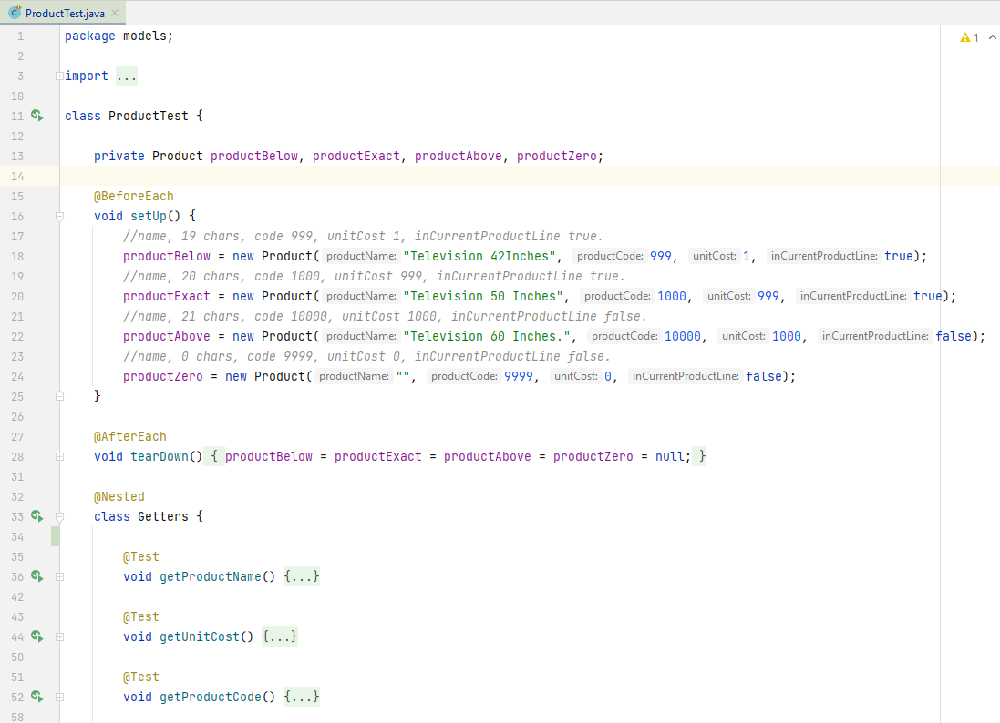 ProductTest.java
1 package models;
1
2
3 import ...
10
11 class ProductTest {
12
13 private Product productBelow, productExact, productAbove, productZero;
14
15 @BeforeEach
16 void setUp() {
17 //name, 19 chars, code 999, unitCost 1, inCurrentProductLine true.
18 productBelow = new Product( productName: "Television 42Inches", productCode: 999, unitCost: 1, inCurrentProductLine: true);
19 //name, 20 chars, code 1000, unitCost 999, inCurrentProductLine true.
20 productExact = new Product( productName: "Television 50 Inches", productCode: 1000, unitCost: 999, inCurrentProductLine: true);
21 //name, 21 chars, code 10000, unitCost 1000, inCurrentProductLine false.
22 productAbove = new Product( productName: "Television 60 Inches.", productCode: 10000, unitCost: 1000, inCurrentProductLine: false);
23 //name, 0 chars, code 9999, unitCost 0, inCurrentProductLine false.
24 productZero = new Product( productName: "", productCode: 9999, unitCost: 0, inCurrentProductLine: false);
25 }
26
27 @AfterEach
28 void tearDown() { productBelow = productExact = productAbove = productZero = null; }
31
32 @Nested
33 class Getters {
34
35 @Test
36 void getProductName() {...}
42
43 @Test
44 void getUnitCost() {...}
50
51 @Test
52 void getProductCode() {...}
58